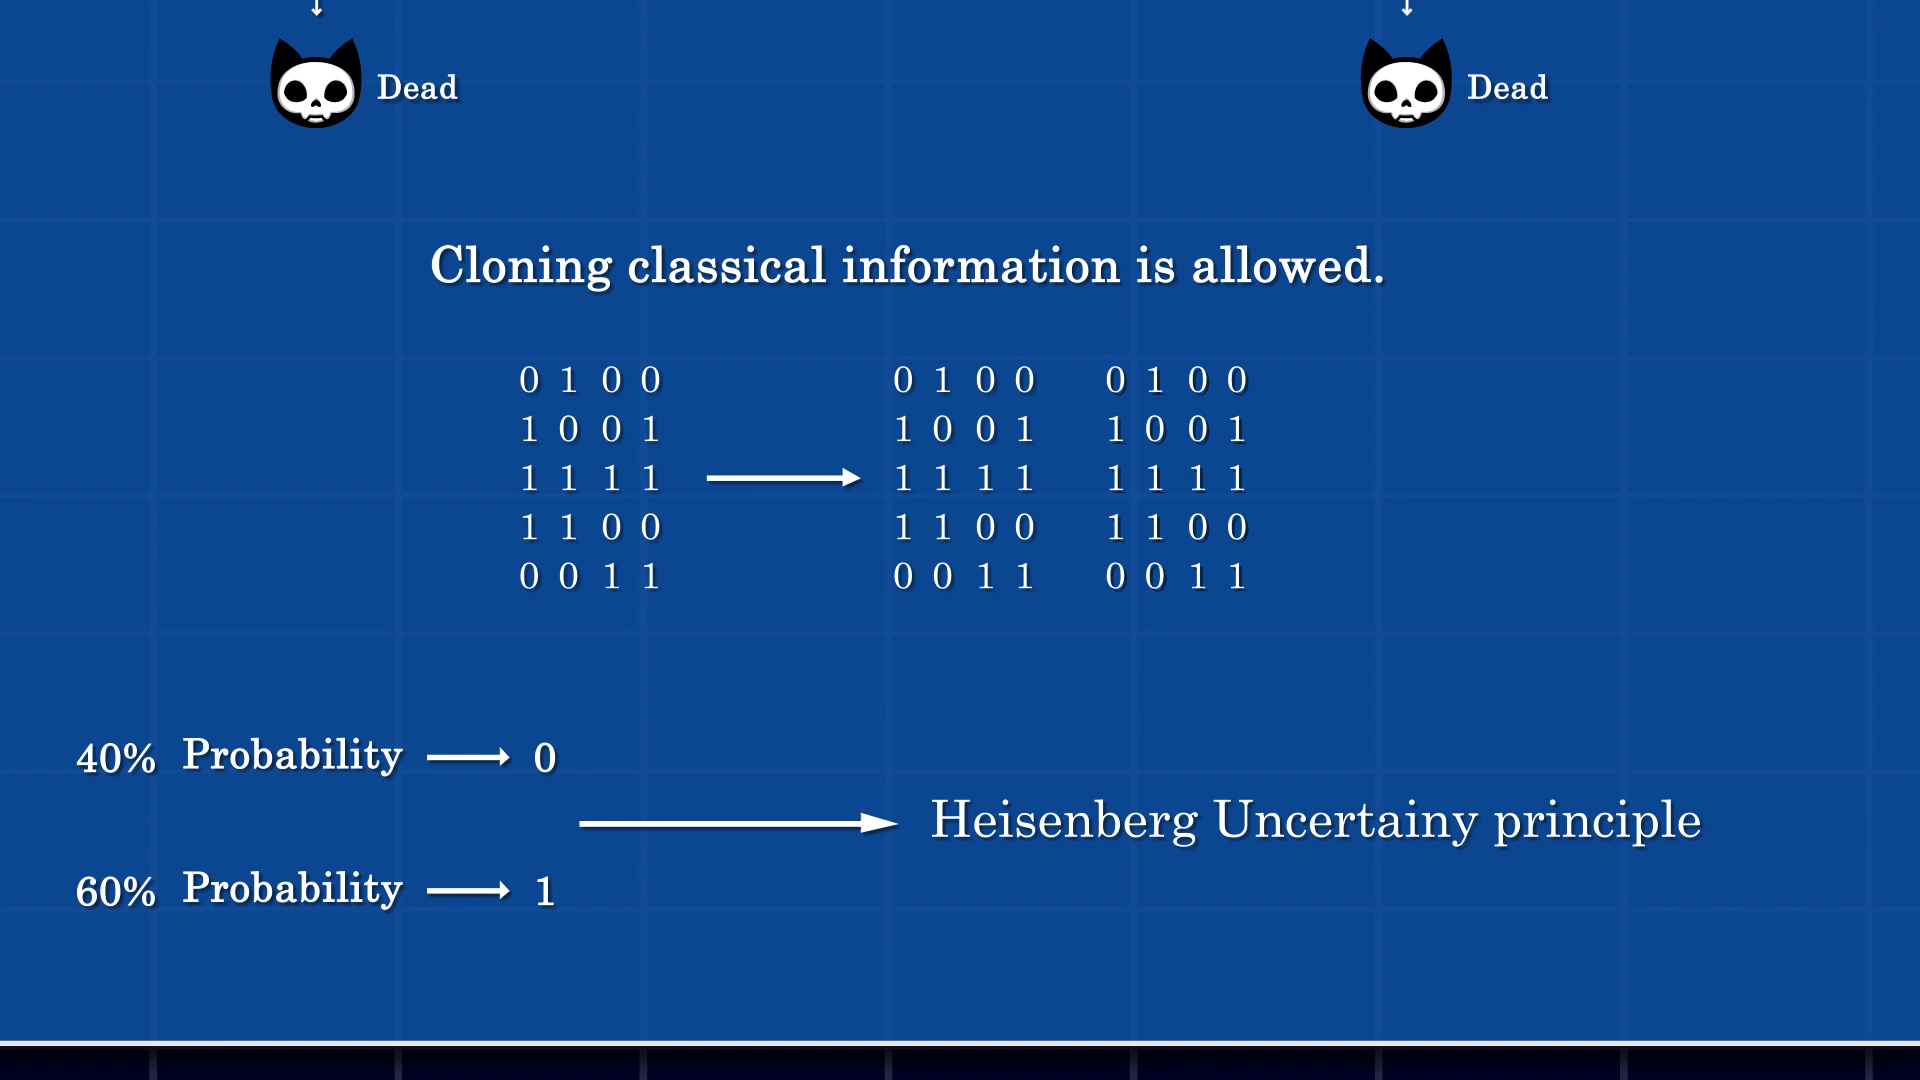 Dead
Dead
Cloning classical information is allowed.
0 1 0 0 0 1 0 0 0 1 0 0
1 0 0 1 1 0 0 1 1 0 0 1
1 1 1 1 1 1 1 1 1 1 1 1
1 1 0 0 1 1 0 0 1 1 0 0
0 0 1 1 0 0 1 1 0 0 1 1
40% Probability 0
Heisenberg Uncertainy principle
60% Probability 1